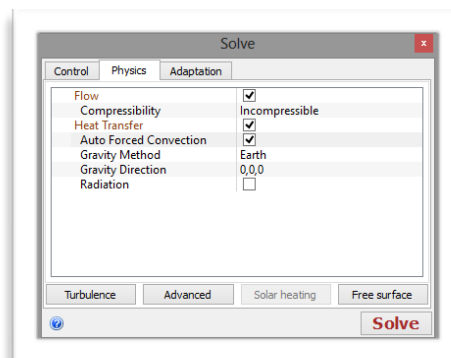 Solve
x
Control Physics Adaptation
Flow
Compressibility Incompressible
Heat Transfer
Auto Forced Convection
Gravity Method Earth
Gravity Direction 0,0,0
Radiation
Turbulence Advanced Solar heating Free surface
? Solve